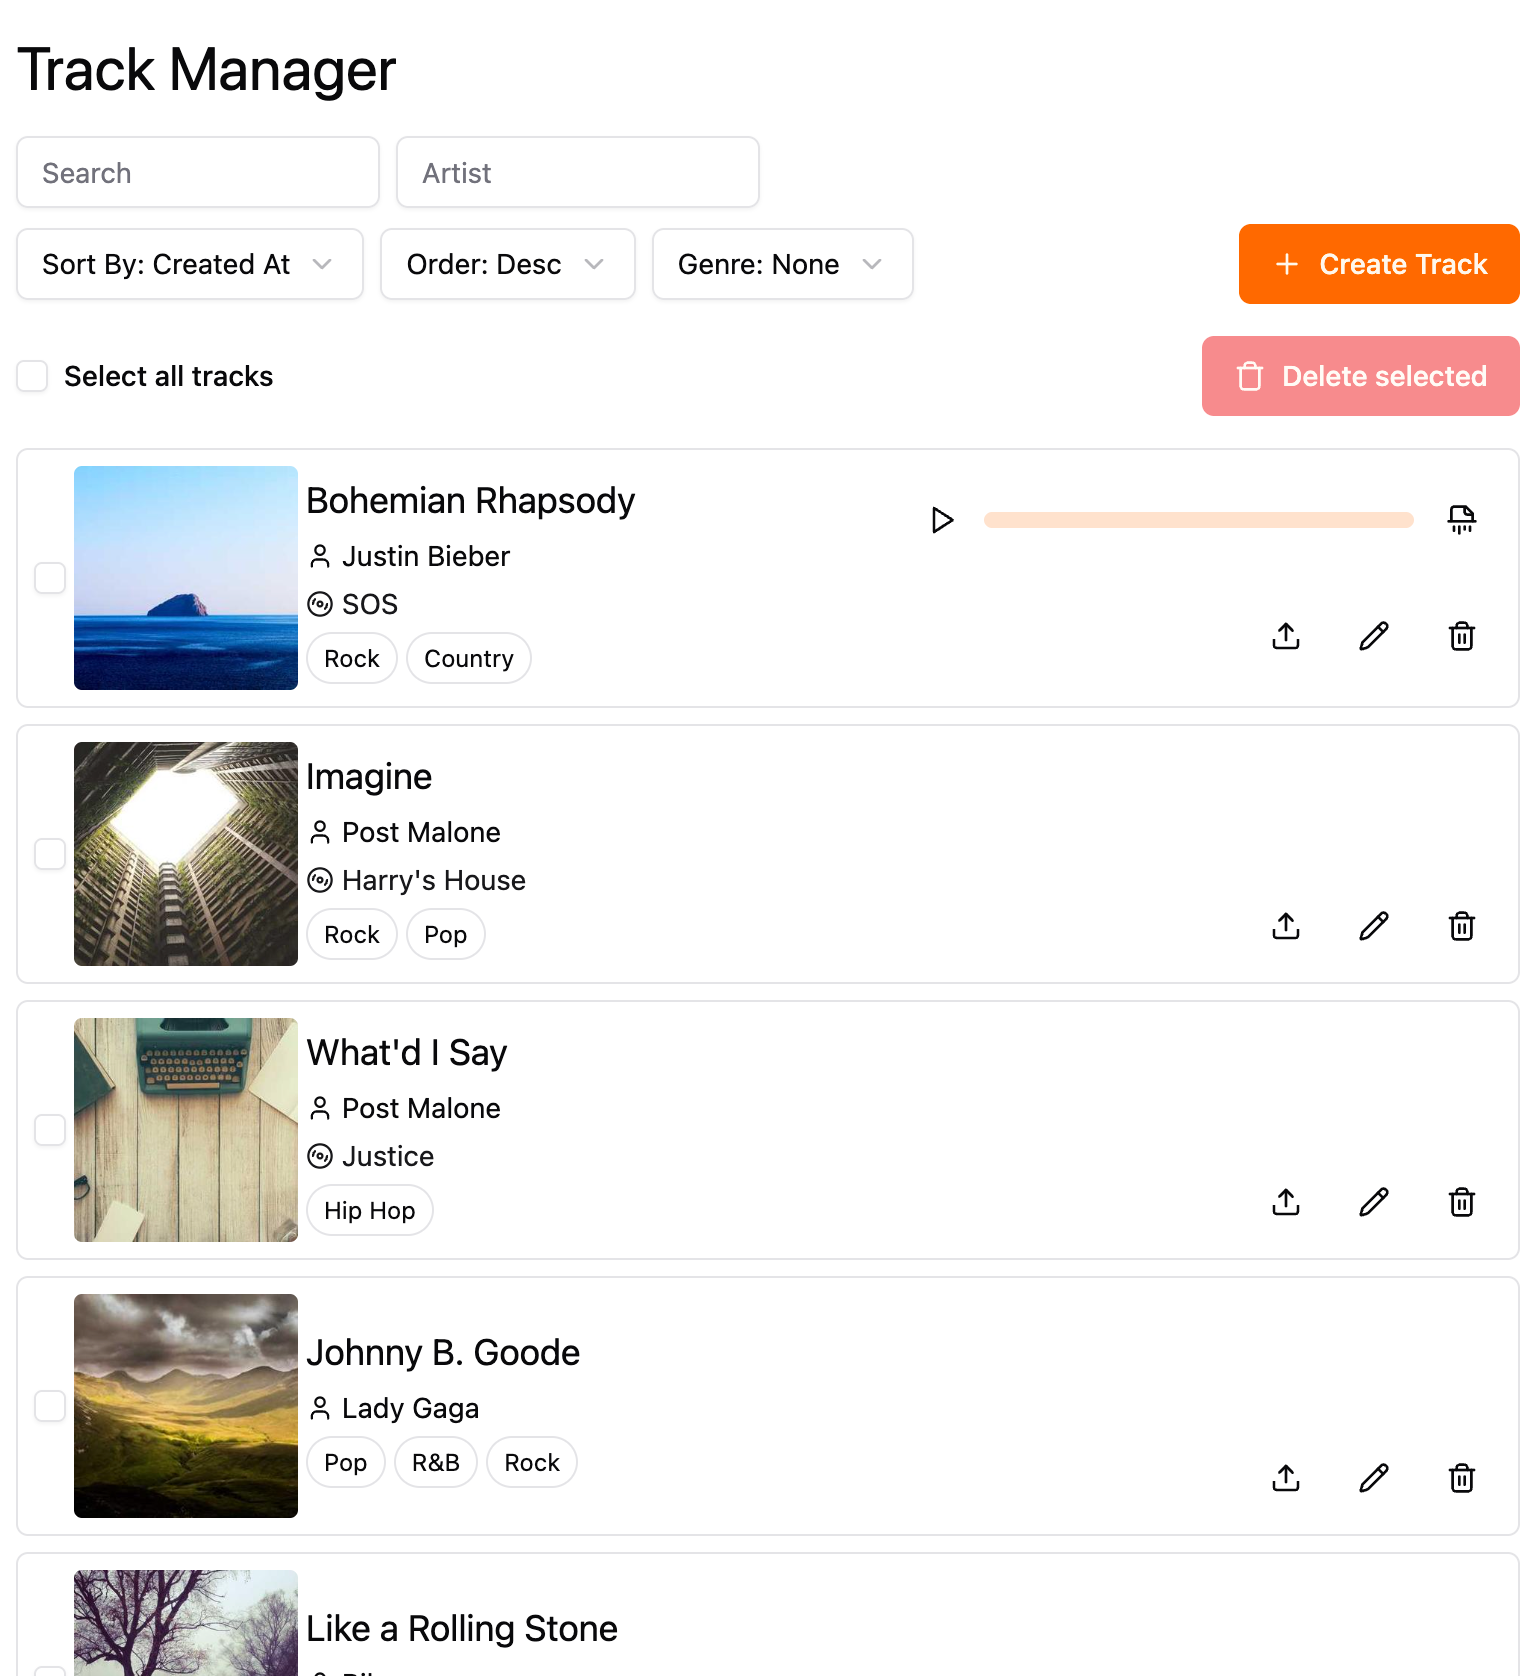 Track Manager
Search
Artist
Sort By: Created At
Order: Desc
Genre: None
Create Track
Select all tracks
Delete selected
Bohemian Rhapsody
Justin Bieber
SOS
Rock
Country
Imagine
Post Malone
Harry's House
Rock
Pop
What'd I Say
Post Malone
Justice
Hip Hop
Johnny B. Goode
Lady Gaga
Pop
R&B
Rock
Like a Rolling Stone